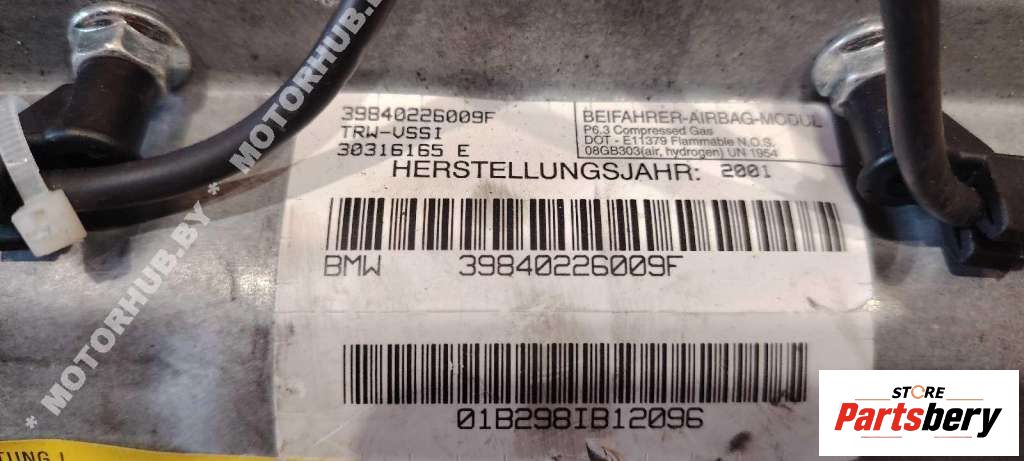 39840226009F
TRW-VSSI
30316165 E
BEIFAHRER-AIRBAG-MODUL
P6.3 Compressed Gas
DOT - E11379 Flammable N.O.S.
08GB303(air, hydrogen) UN 1954
HERSTELLUNGSJAHR: 2001
BMW 39840226009F
01B298IB12096
TUNG !
* MOTORHUB.BY * MOTORHUB.BY
STORE
Partsbery